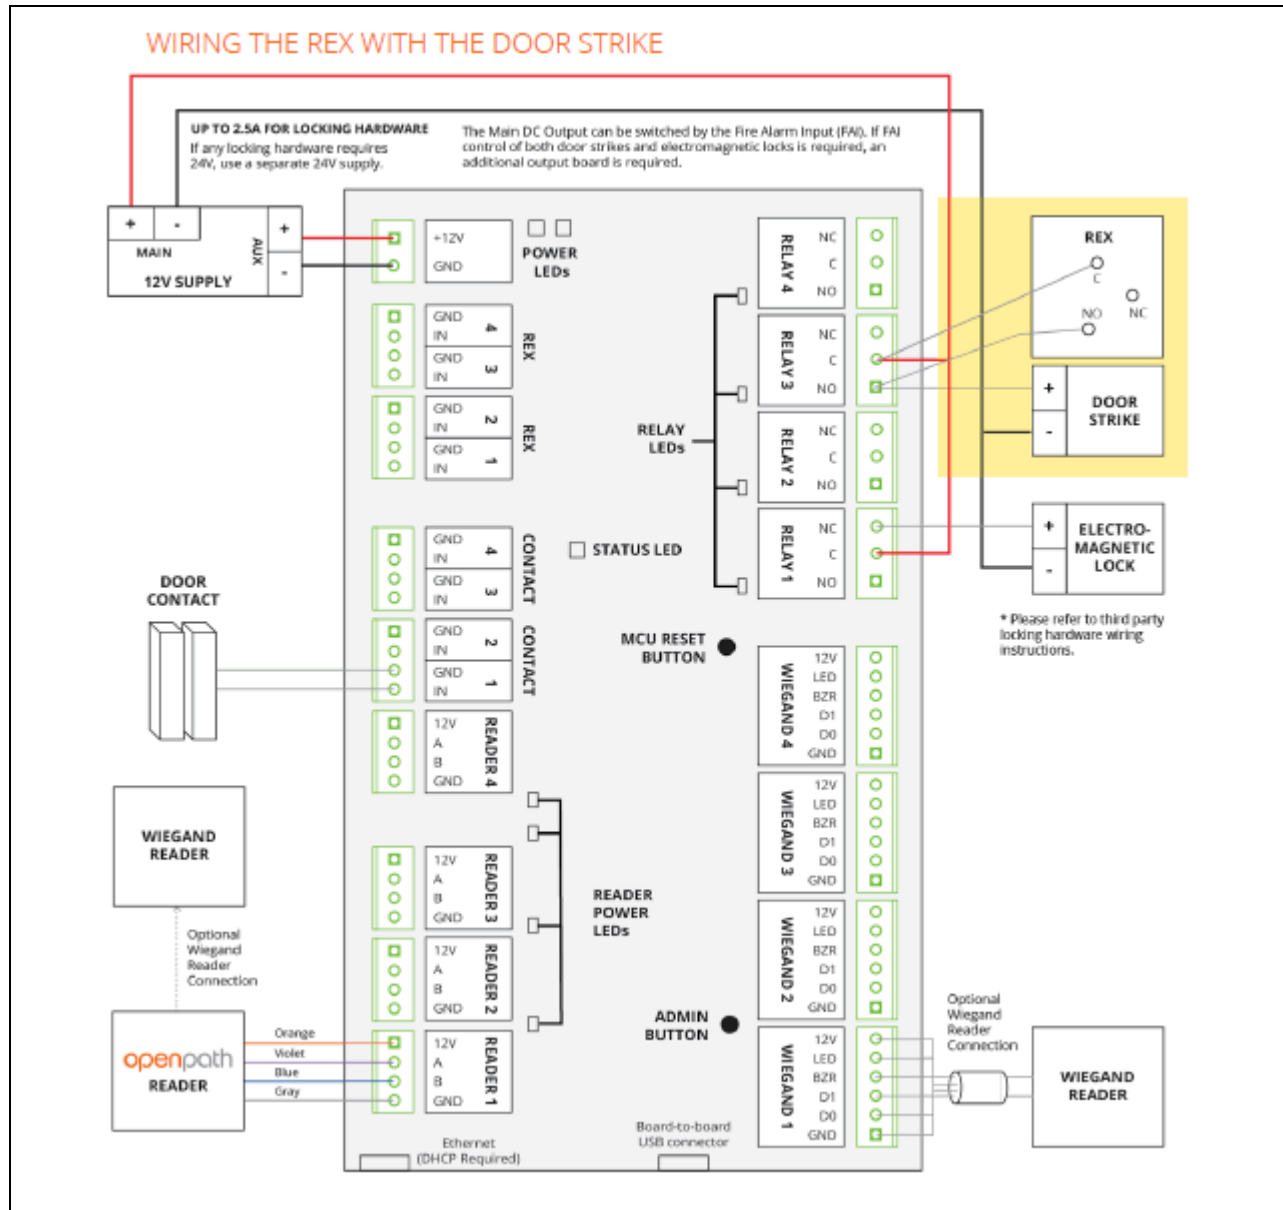 WIRING THE REX WITH THE DOOR STRIKE
UP TO 2.5A FOR LOCKING HARDWARE
If any locking hardware requires
24V, use a separate 24V supply.
The Main DC Output can be switched by the Fire Alarm Input (FAI). If FAI
control of both door strikes and electromagnetic locks is required, an
additional output board is required.
+ -
MAIN
12V SUPPLY
AUX
+
-
+12V
GND
POWER
LEDs
GND
IN
4
GND
IN
3
REX
GND
IN
2
GND
IN
1
REX
GND
IN
4
GND
IN
3
CONTACT
GND
IN
2
GND
IN
1
CONTACT
DOOR
CONTACT
12V
A
B
GND
READER 4
12V
A
B
GND
READER 3
12V
A
B
GND
READER 2
12V
A
B
GND
READER 1
READER
POWER
LEDs
WIEGAND
READER
Optional
Wiegand
Reader
Connection
openpath
READER
Orange
Violet
Blue
Gray
Ethernet
(DHCP Required)
Board-to-board
USB connector
STATUS LED
RELAY
LEDs
MCU RESET
BUTTON
ADMIN
BUTTON
RELAY 4
NC
C
NO
RELAY 3
NC
C
NO
RELAY 2
NC
C
NO
RELAY 1
NC
C
NO
REX
C
NO
NC
+
-
DOOR
STRIKE
+
-
ELECTRO-
MAGNETIC
LOCK
* Please refer to third party
locking hardware wiring
instructions.
WIEGAND 4
12V
LED
BZR
D1
D0
GND
WIEGAND 3
12V
LED
BZR
D1
D0
GND
WIEGAND 2
12V
LED
BZR
D1
D0
GND
WIEGAND 1
12V
LED
BZR
D1
D0
GND
Optional
Wiegand
Reader
Connection
WIEGAND
READER